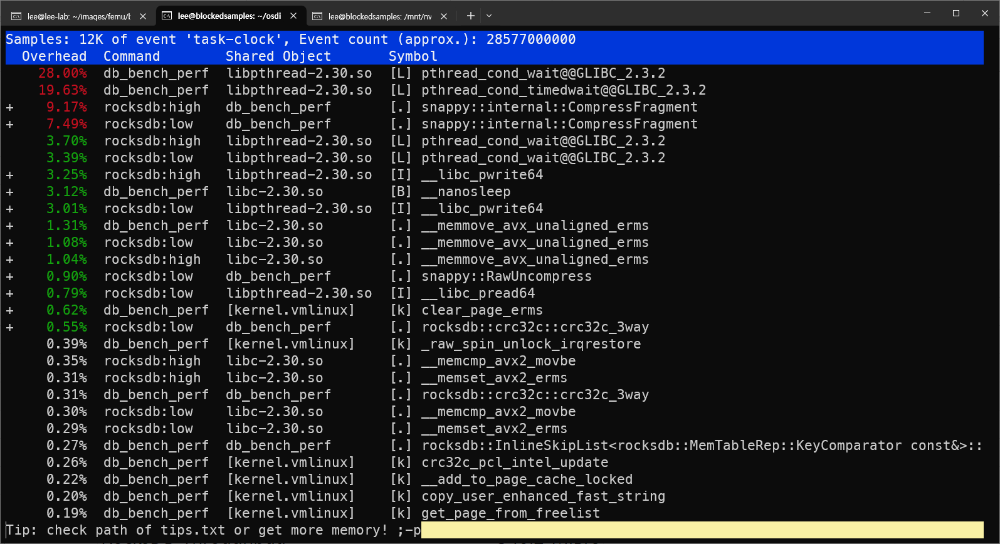 lee@lee-lab: ~/images/femu/b
lee@blockedsamples: ~/osdi
lee@blockedsamples: /mnt/nv
Samples: 12K of event 'task-clock', Event count (approx.): 28577000000
Overhead  Command  Shared Object  Symbol
28.00%  db_bench_perf  libpthread-2.30.so  [L] pthread_cond_wait@@GLIBC_2.3.2
19.63%  db_bench_perf  libpthread-2.30.so  [L] pthread_cond_timedwait@@GLIBC_2.3.2
+ 9.17%  rocksdb:high  db_bench_perf  [.] snappy::internal::CompressFragment
+ 7.49%  rocksdb:low  db_bench_perf  [.] snappy::internal::CompressFragment
3.70%  rocksdb:high  libpthread-2.30.so  [L] pthread_cond_wait@@GLIBC_2.3.2
3.39%  rocksdb:low  libpthread-2.30.so  [L] pthread_cond_wait@@GLIBC_2.3.2
+ 3.25%  rocksdb:high  libpthread-2.30.so  [I] __libc_pwrite64
+ 3.12%  db_bench_perf  libc-2.30.so  [B] __nanosleep
+ 3.01%  rocksdb:low  libpthread-2.30.so  [I] __libc_pwrite64
+ 1.31%  db_bench_perf  libc-2.30.so  [.] __memmove_avx_unaligned_erms
+ 1.08%  rocksdb:low  libc-2.30.so  [.] __memmove_avx_unaligned_erms
+ 1.04%  rocksdb:high  libc-2.30.so  [.] __memmove_avx_unaligned_erms
+ 0.90%  rocksdb:low  db_bench_perf  [.] snappy::RawUncompress
+ 0.79%  rocksdb:low  libpthread-2.30.so  [I] __libc_pread64
+ 0.62%  db_bench_perf  [kernel.vmlinux]  [k] clear_page_erms
+ 0.55%  rocksdb:low  db_bench_perf  [.] rocksdb::crc32c::crc32c_3way
0.39%  db_bench_perf  [kernel.vmlinux]  [k] _raw_spin_unlock_irqrestore
0.35%  rocksdb:high  libc-2.30.so  [.] __memcmp_avx2_movbe
0.31%  rocksdb:high  libc-2.30.so  [.] __memset_avx2_erms
0.31%  db_bench_perf  db_bench_perf  [.] rocksdb::crc32c::crc32c_3way
0.30%  rocksdb:low  libc-2.30.so  [.] __memcmp_avx2_movbe
0.29%  rocksdb:low  libc-2.30.so  [.] __memset_avx2_erms
0.27%  db_bench_perf  db_bench_perf  [.] rocksdb::InlineSkipList<rocksdb::MemTableRep::KeyComparator const&>::
0.26%  db_bench_perf  [kernel.vmlinux]  [k] crc32c_pcl_intel_update
0.22%  db_bench_perf  [kernel.vmlinux]  [k] __add_to_page_cache_locked
0.20%  db_bench_perf  [kernel.vmlinux]  [k] copy_user_enhanced_fast_string
0.19%  db_bench_perf  [kernel.vmlinux]  [k] get_page_from_freelist
Tip: check path of tips.txt or get more memory! ;-p